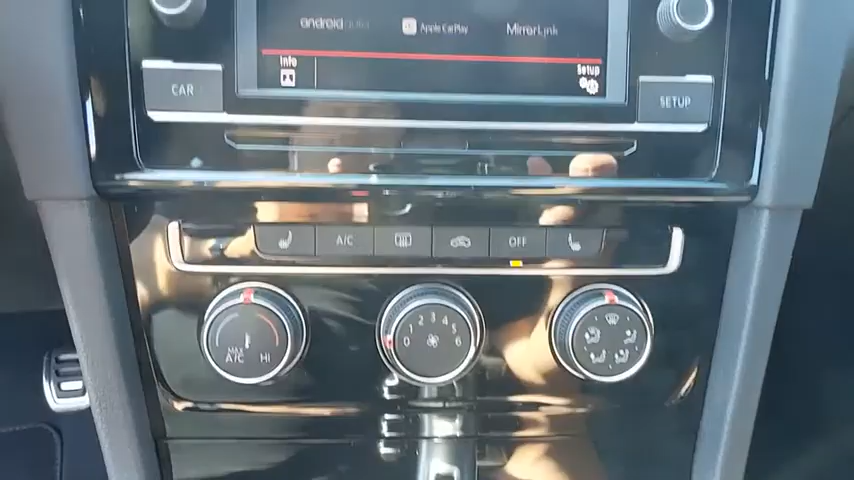 android auto Apple CarPlay MirrorLink
Info Setup
CAR SETUP
A/C OFF
0 1 2 3 4 5 6
MAX A/C HI